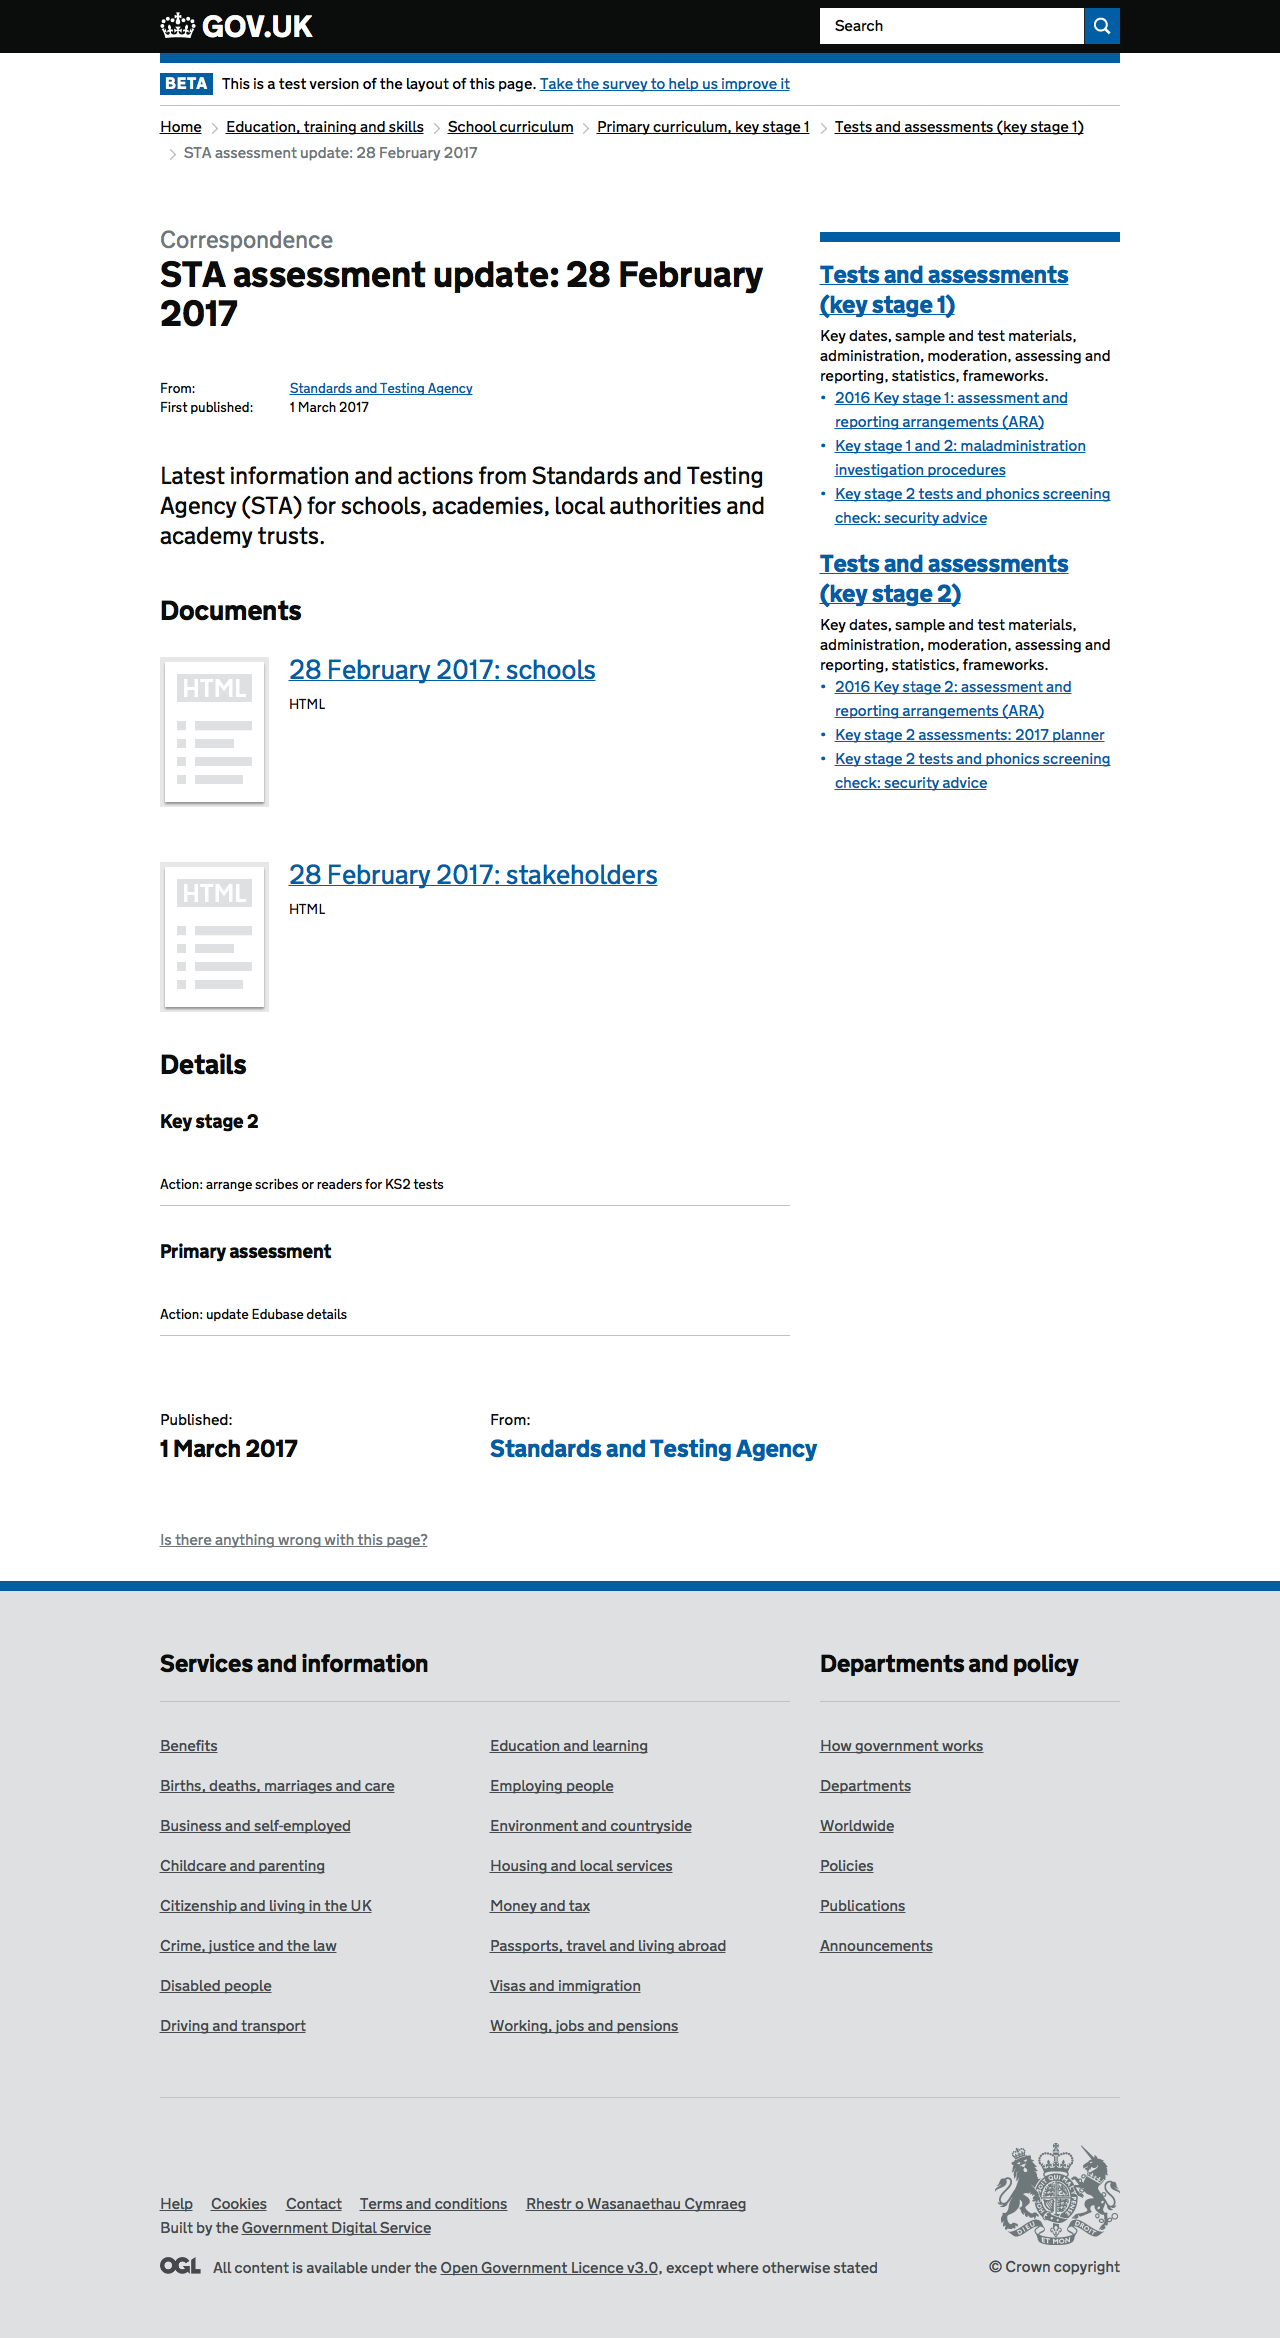 GOV.UK
Search
BETA This is a test version of the layout of this page. Take the survey to help us improve it
Home Education, training and skills School curriculum Primary curriculum, key stage 1 Tests and assessments (key stage 1)
STA assessment update: 28 February 2017
Correspondence
STA assessment update: 28 February
2017
From: Standards and Testing Agency
First published: 1 March 2017
Latest information and actions from Standards and Testing
Agency (STA) for schools, academies, local authorities and
academy trusts.
Documents
HTML
28 February 2017: schools
HTML
HTML
28 February 2017: stakeholders
HTML
Details
Key stage 2
Action: arrange scribes or readers for KS2 tests
Primary assessment
Action: update Edubase details
Published:
1 March 2017
From:
Standards and Testing Agency
Is there anything wrong with this page?
Tests and assessments
(key stage 1)
Key dates, sample and test materials,
administration, moderation, assessing and
reporting, statistics, frameworks.
• 2016 Key stage 1: assessment and
reporting arrangements (ARA)
• Key stage 1 and 2: maladministration
investigation procedures
• Key stage 2 tests and phonics screening
check: security advice
Tests and assessments
(key stage 2)
Key dates, sample and test materials,
administration, moderation, assessing and
reporting, statistics, frameworks.
• 2016 Key stage 2: assessment and
reporting arrangements (ARA)
• Key stage 2 assessments: 2017 planner
• Key stage 2 tests and phonics screening
check: security advice
Services and information
Benefits
Births, deaths, marriages and care
Business and self-employed
Childcare and parenting
Citizenship and living in the UK
Crime, justice and the law
Disabled people
Driving and transport
Education and learning
Employing people
Environment and countryside
Housing and local services
Money and tax
Passports, travel and living abroad
Visas and immigration
Working, jobs and pensions
Departments and policy
How government works
Departments
Worldwide
Policies
Publications
Announcements
Help Cookies Contact Terms and conditions Rhestr o Wasanaethau Cymraeg
Built by the Government Digital Service
OGL All content is available under the Open Government Licence v3.0, except where otherwise stated
DIEU ET MON DROIT
© Crown copyright